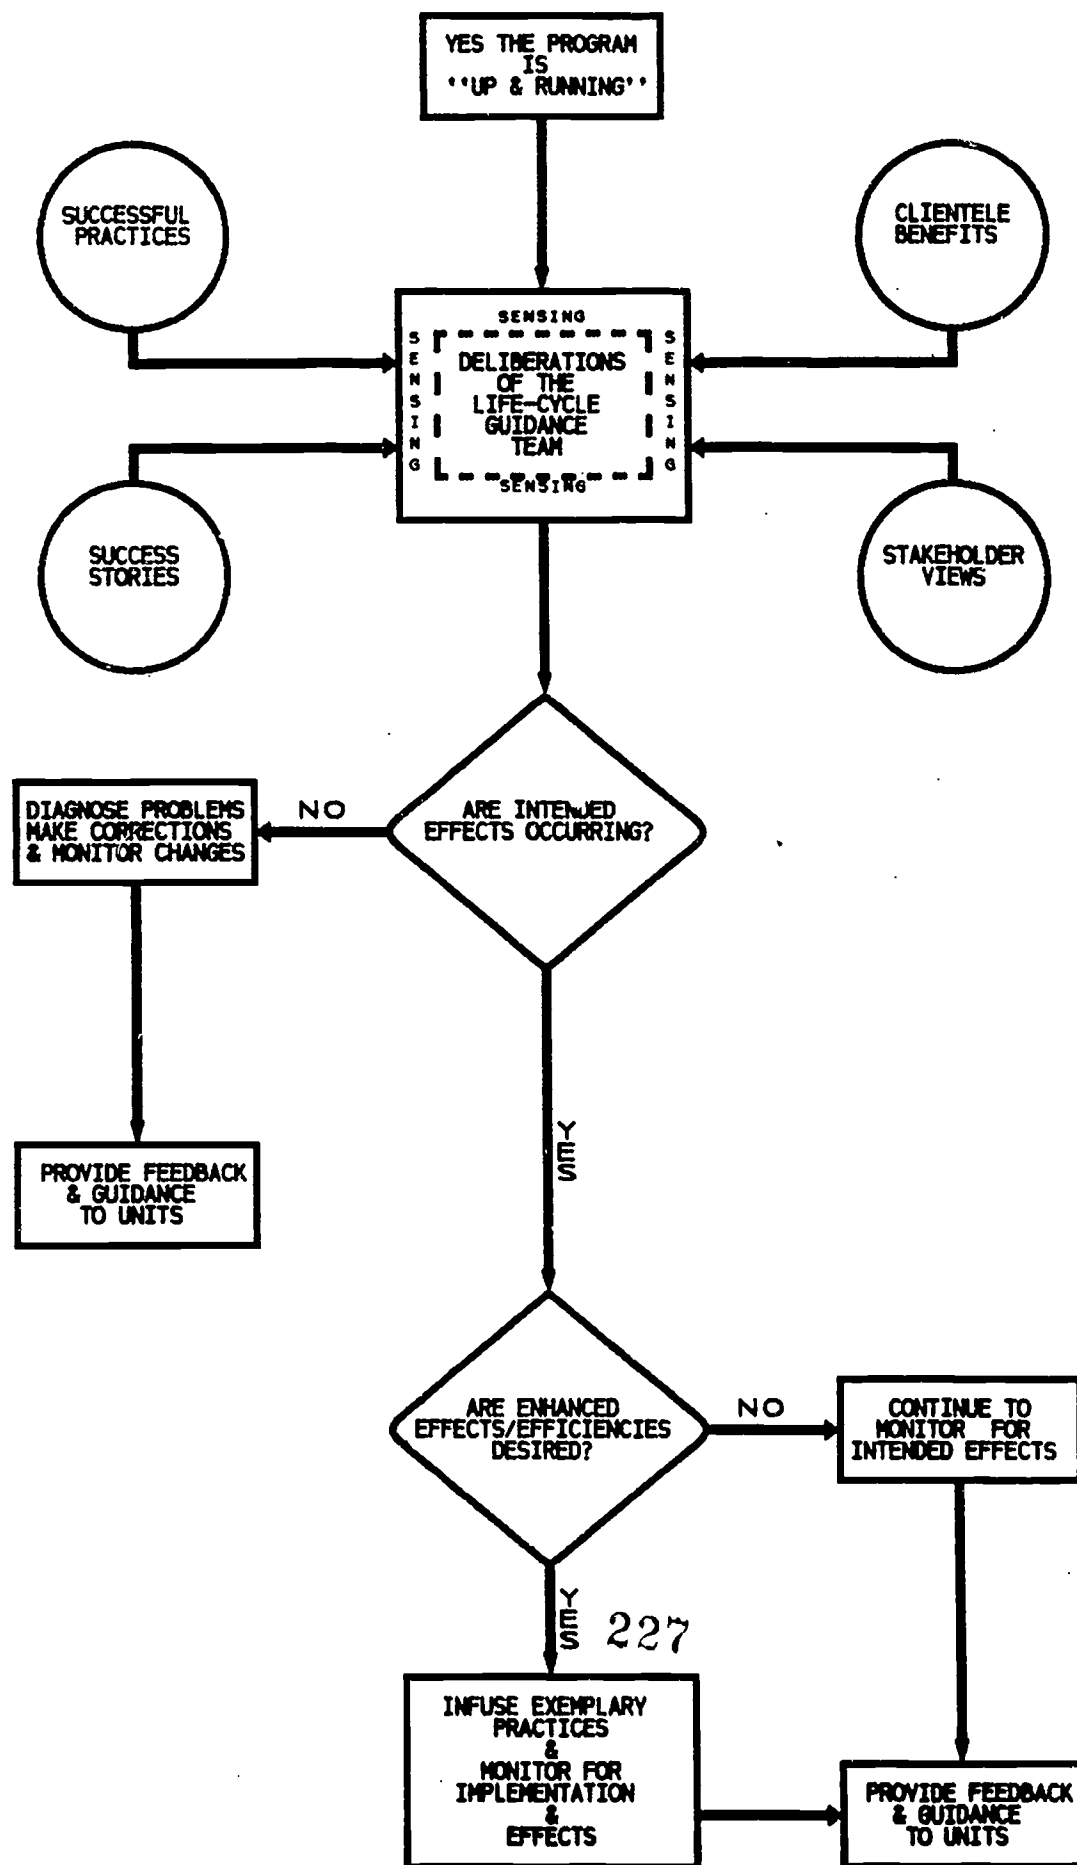 YES THE PROGRAM
IS
''UP & RUNNING''
SUCCESSFUL
PRACTICES
CLIENTELE
BENEFITS
SENSING
SENSING
DELIBERATIONS
OF THE
LIFE-CYCLE
GUIDANCE
TEAM
SENSING
SENSING
SUCCESS
STORIES
STAKEHOLDER
VIEWS
ARE INTENDED
EFFECTS OCCURRING?
NO
DIAGNOSE PROBLEMS
MAKE CORRECTIONS
& MONITOR CHANGES
PROVIDE FEEDBACK
& GUIDANCE
TO UNITS
YES
ARE ENHANCED
EFFECTS/EFFICIENCIES
DESIRED?
NO
CONTINUE TO
MONITOR FOR
INTENDED EFFECTS
YES
227
INFUSE EXEMPLARY
PRACTICES
&
MONITOR FOR
IMPLEMENTATION
&
EFFECTS
PROVIDE FEEDBACK
& GUIDANCE
TO UNITS